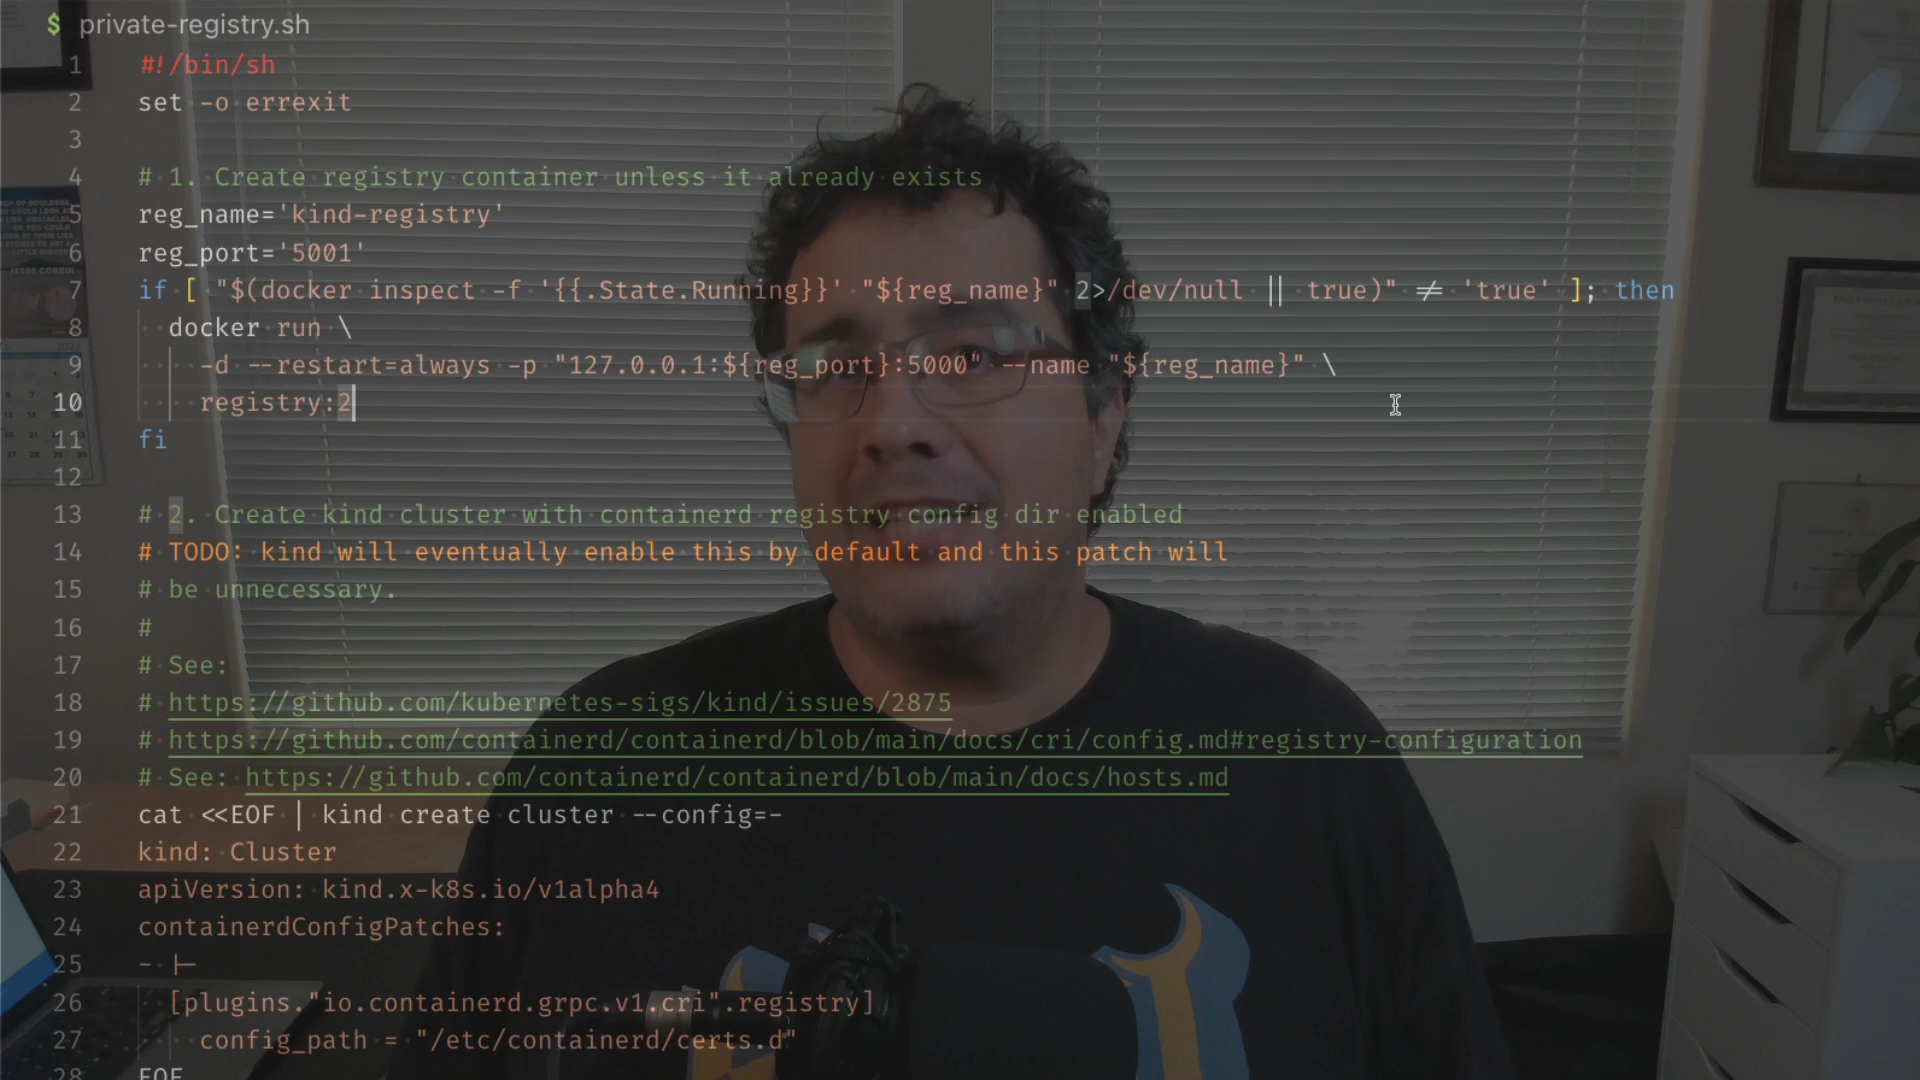 $ private-registry.sh
1 #!/bin/sh
2 set -o errexit
3
4 # 1. Create registry container unless it already exists
5 reg_name='kind-registry'
6 reg_port='5001'
7 if [ "$(docker inspect -f '{{.State.Running}}' "${reg_name}" 2>/dev/null || true)" != 'true' ]; then
8 docker run \
9 -d --restart=always -p "127.0.0.1:${reg_port}:5000" --name "${reg_name}" \
10 registry:2
11 fi
12
13 # 2. Create kind cluster with containerd registry config dir enabled
14 # TODO: kind will eventually enable this by default and this patch will
15 # be unnecessary.
16 #
17 # See:
18 # https://github.com/kubernetes-sigs/kind/issues/2875
19 # https://github.com/containerd/containerd/blob/main/docs/cri/config.md#registry-configuration
20 # See: https://github.com/containerd/containerd/blob/main/docs/hosts.md
21 cat <<EOF | kind create cluster --config=-
22 kind: Cluster
23 apiVersion: kind.x-k8s.io/v1alpha4
24 containerdConfigPatches:
25 - |-
26 [plugins."io.containerd.grpc.v1.cri".registry]
27 config_path = "/etc/containerd/certs.d"
28 EOF